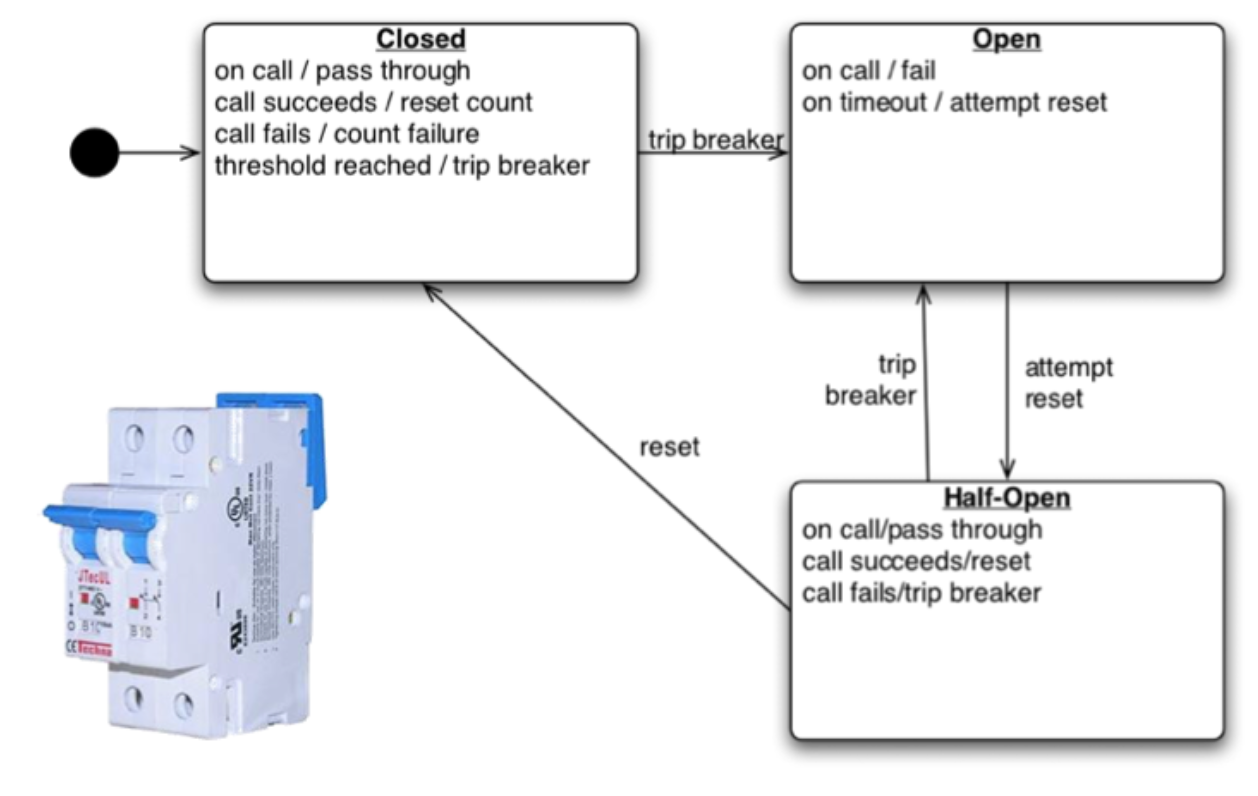 Closed
on call / pass through
call succeeds / reset count
call fails / count failure
threshold reached / trip breaker
trip breaker
Open
on call / fail
on timeout / attempt reset
trip
breaker
attempt
reset
reset
Half-Open
on call/pass through
call succeeds/reset
call fails/trip breaker
JTecUL
B 10
CE Techna